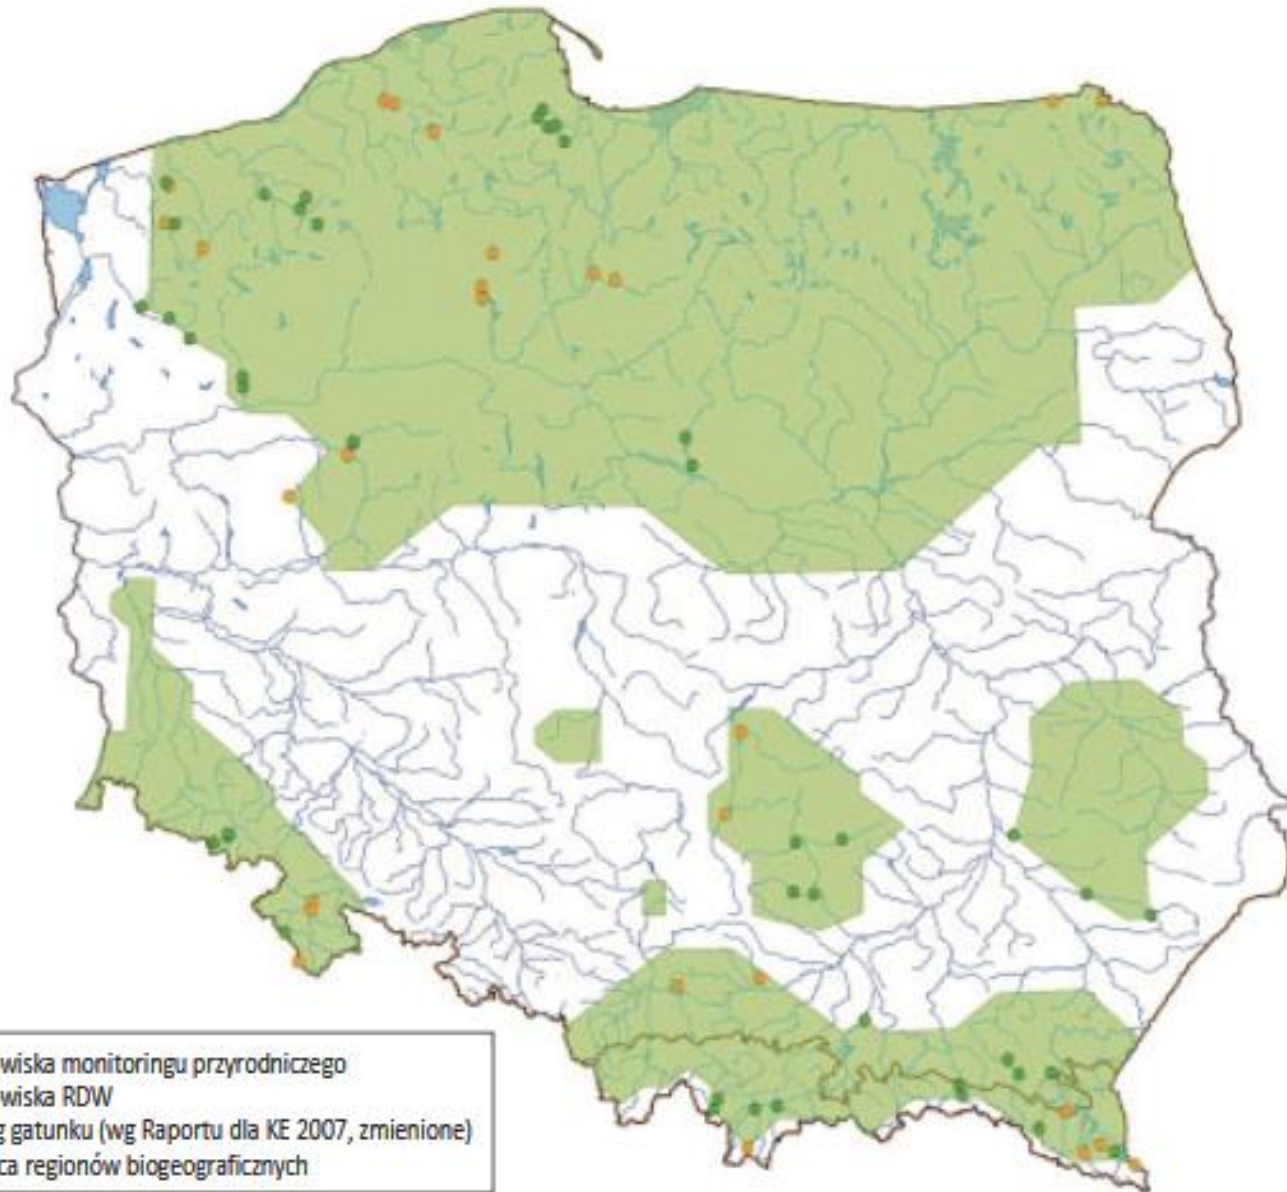 wiska monitoringu przyrodniczego
wiska RDW
g gatunku (wg Raportu dla KE 2007, zmienione)
ca regionów biogeograficznych